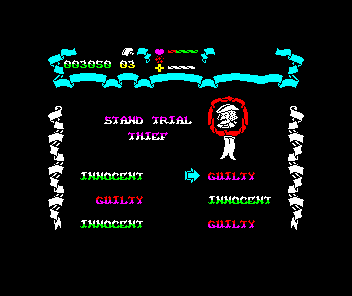 003050 03
STAND TRIAL
THIEF
INNOCENT GUILTY
GUILTY INNOCENT
INNOCENT GUILTY